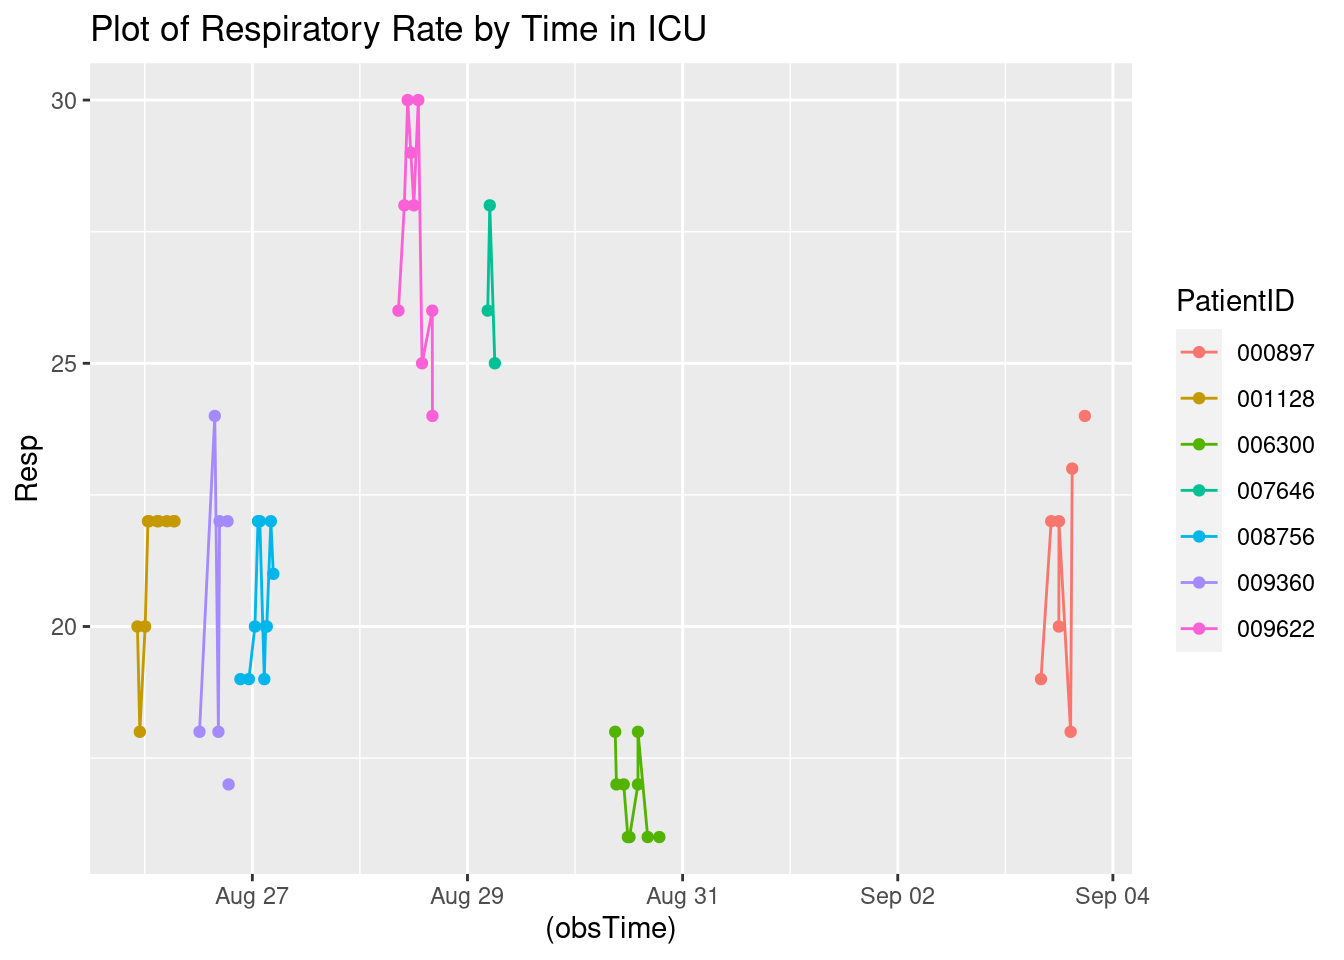 Plot of Respiratory Rate by Time in ICU
30
25
20
Resp
Aug 27
Aug 29
Aug 31
Sep 02
Sep 04
(obsTime)
PatientID
000897
001128
006300
007646
008756
009360
009622